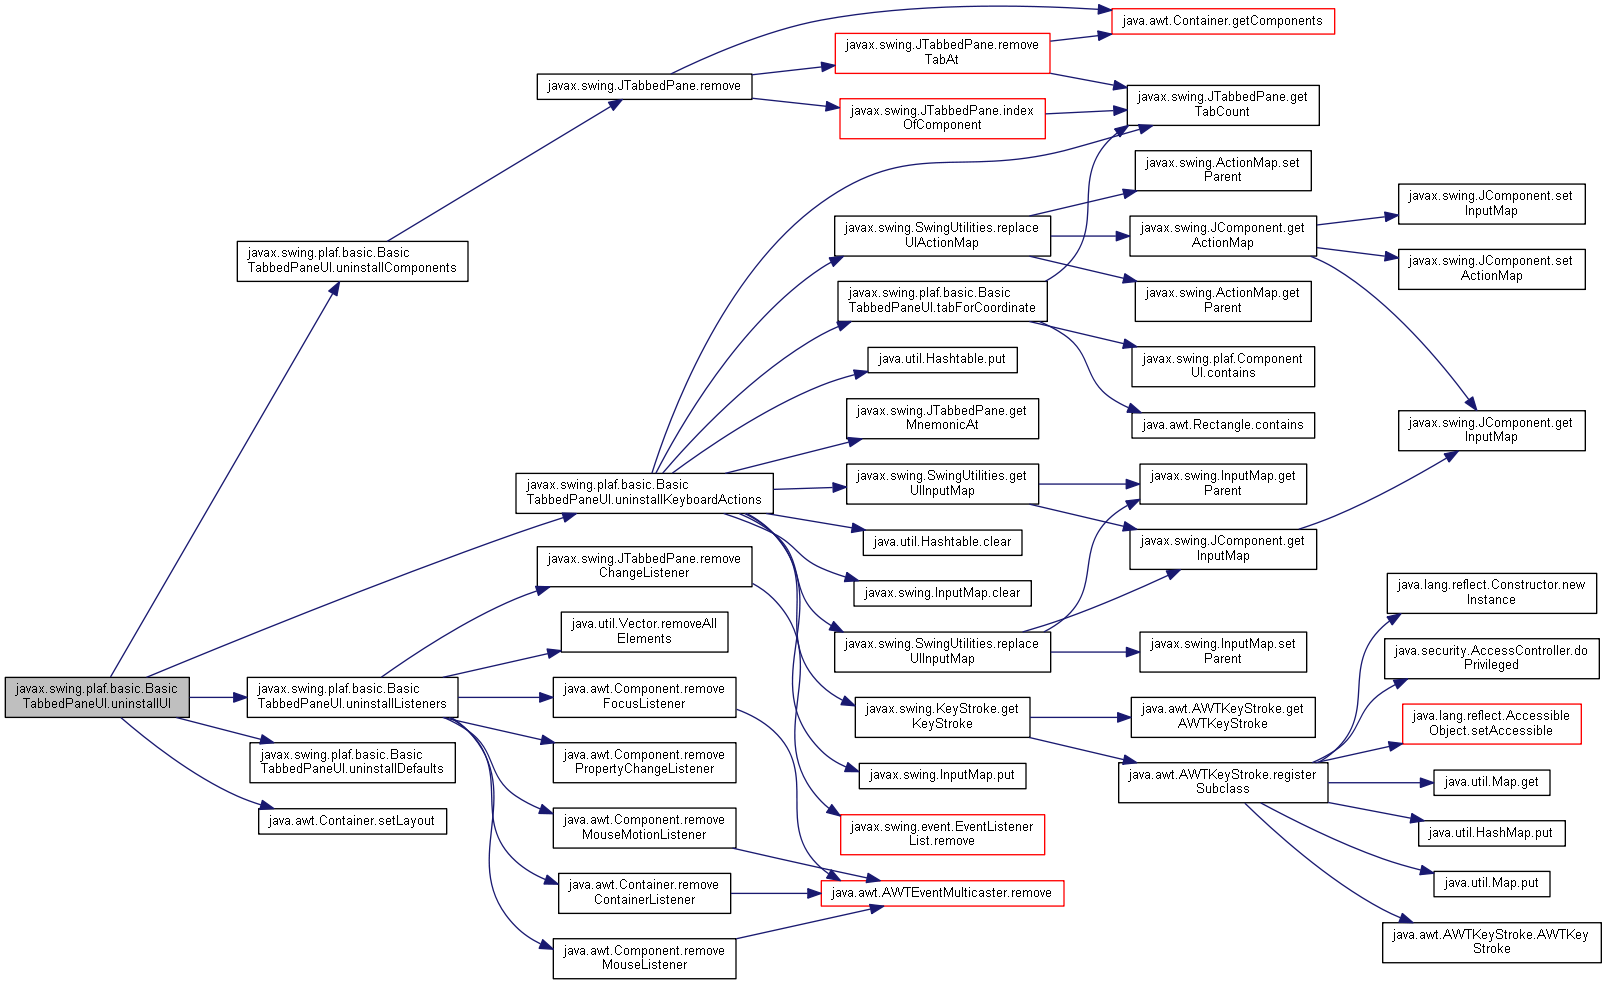 javax.swing.plaf.basic.Basic
TabbedPaneUI.uninstallUI
javax.swing.plaf.basic.Basic
TabbedPaneUI.uninstallComponents
javax.swing.plaf.basic.Basic
TabbedPaneUI.uninstallListeners
javax.swing.plaf.basic.Basic
TabbedPaneUI.uninstallDefaults
java.awt.Container.setLayout
javax.swing.JTabbedPane.remove
javax.swing.plaf.basic.Basic
TabbedPaneUI.uninstallKeyboardActions
javax.swing.JTabbedPane.remove
ChangeListener
java.util.Vector.removeAll
Elements
java.awt.Component.remove
FocusListener
java.awt.Component.remove
PropertyChangeListener
java.awt.Component.remove
MouseMotionListener
java.awt.Container.remove
ContainerListener
java.awt.Component.remove
MouseListener
javax.swing.JTabbedPane.remove
TabAt
javax.swing.JTabbedPane.index
OfComponent
javax.swing.SwingUtilities.replace
UIActionMap
javax.swing.plaf.basic.Basic
TabbedPaneUI.tabForCoordinate
java.util.Hashtable.put
javax.swing.JTabbedPane.get
MnemonicAt
javax.swing.SwingUtilities.get
UIInputMap
java.util.Hashtable.clear
javax.swing.InputMap.clear
javax.swing.SwingUtilities.replace
UIInputMap
javax.swing.KeyStroke.get
KeyStroke
javax.swing.InputMap.put
javax.swing.event.EventListener
List.remove
java.awt.AWTEventMulticaster.remove
java.awt.Container.getComponents
javax.swing.JTabbedPane.get
TabCount
javax.swing.ActionMap.set
Parent
javax.swing.JComponent.get
ActionMap
javax.swing.ActionMap.get
Parent
javax.swing.plaf.Component
UI.contains
java.awt.Rectangle.contains
javax.swing.InputMap.get
Parent
javax.swing.JComponent.get
InputMap
javax.swing.InputMap.set
Parent
java.awt.AWTKeyStroke.get
AWTKeyStroke
java.awt.AWTKeyStroke.register
Subclass
javax.swing.JComponent.set
InputMap
javax.swing.JComponent.set
ActionMap
javax.swing.JComponent.get
InputMap
java.lang.reflect.Constructor.new
Instance
java.security.AccessController.do
Privileged
java.lang.reflect.Accessible
Object.setAccessible
java.util.Map.get
java.util.HashMap.put
java.util.Map.put
java.awt.AWTKeyStroke.AWTKey
Stroke